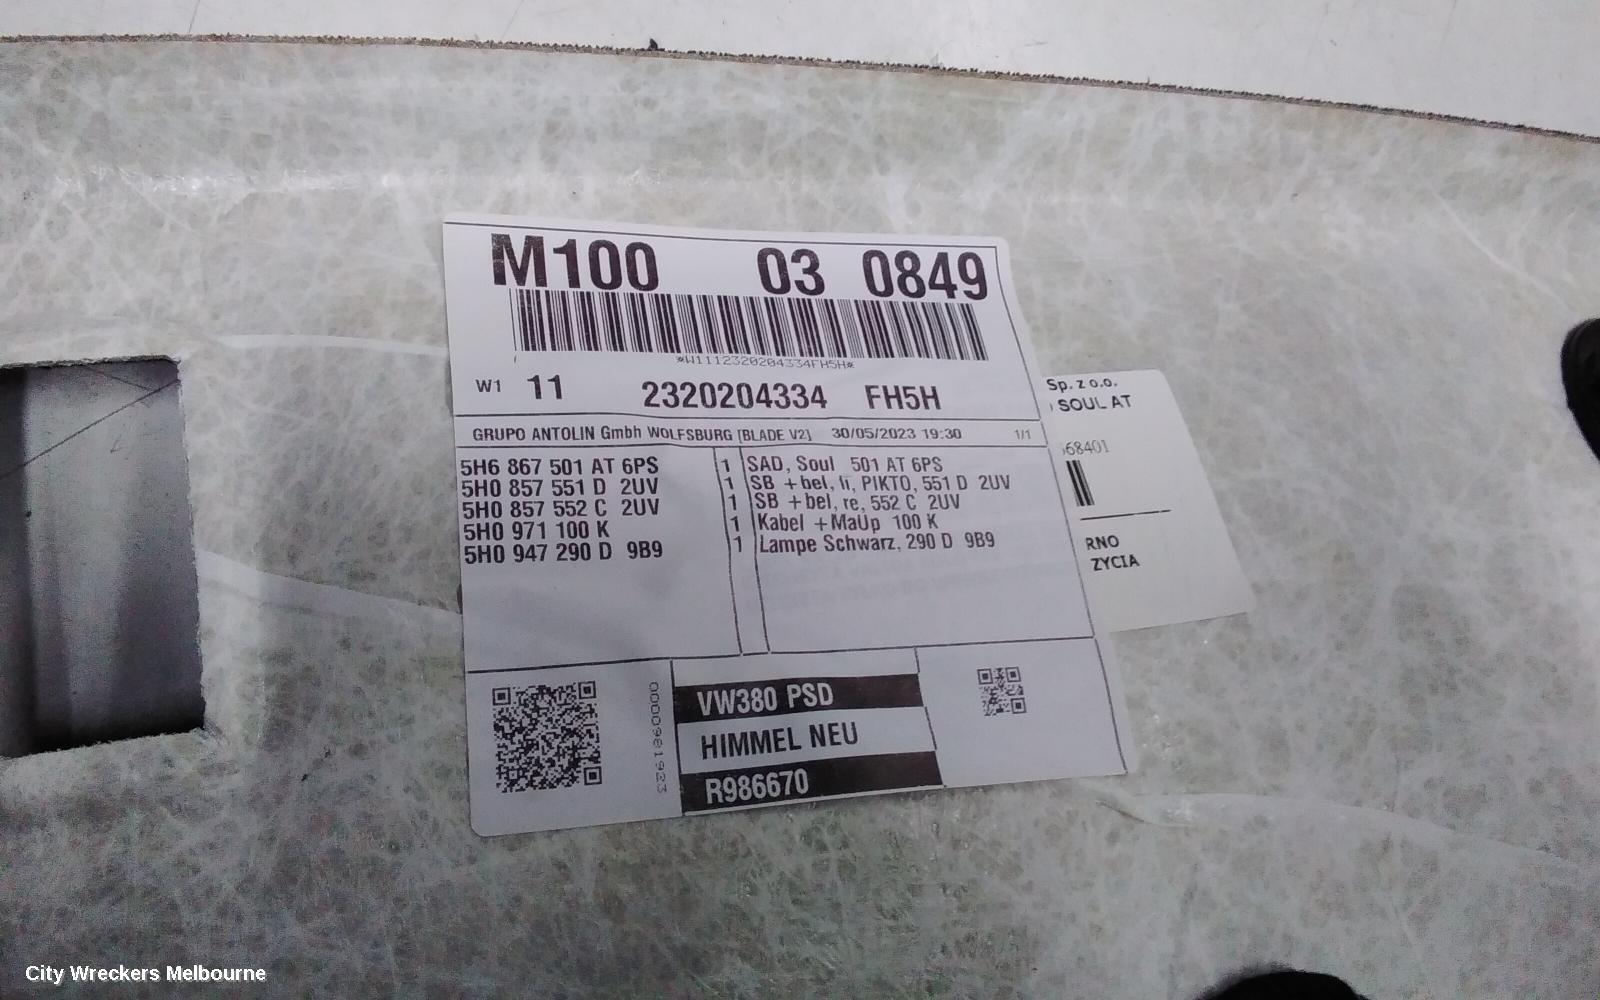 M100 03 0849
*W1112320204334FH5H*
W1 11 2320204334 FH5H
GRUPO ANTOLIN Gmbh WOLFSBURG [BLADE V2] 30/05/2023 19:30 1/1
5H6 867 501 AT 6PS 1 SAD, Soul 501 AT 6PS
5H0 857 551 D 2UV 1 SB +bel, li, PIKTO, 551 D 2UV
5H0 857 552 C 2UV 1 SB +bel, re, 552 C 2UV
5H0 971 100 K 1 Kabel +MaUp 100 K
5H0 947 290 D 9B9 1 Lampe Schwarz, 290 D 9B9
0000981923
VW380 PSD
HIMMEL NEU
R986670
Sp. z o.o.
SOUL AT
68401
RNO
ZYCIA
City Wreckers Melbourne